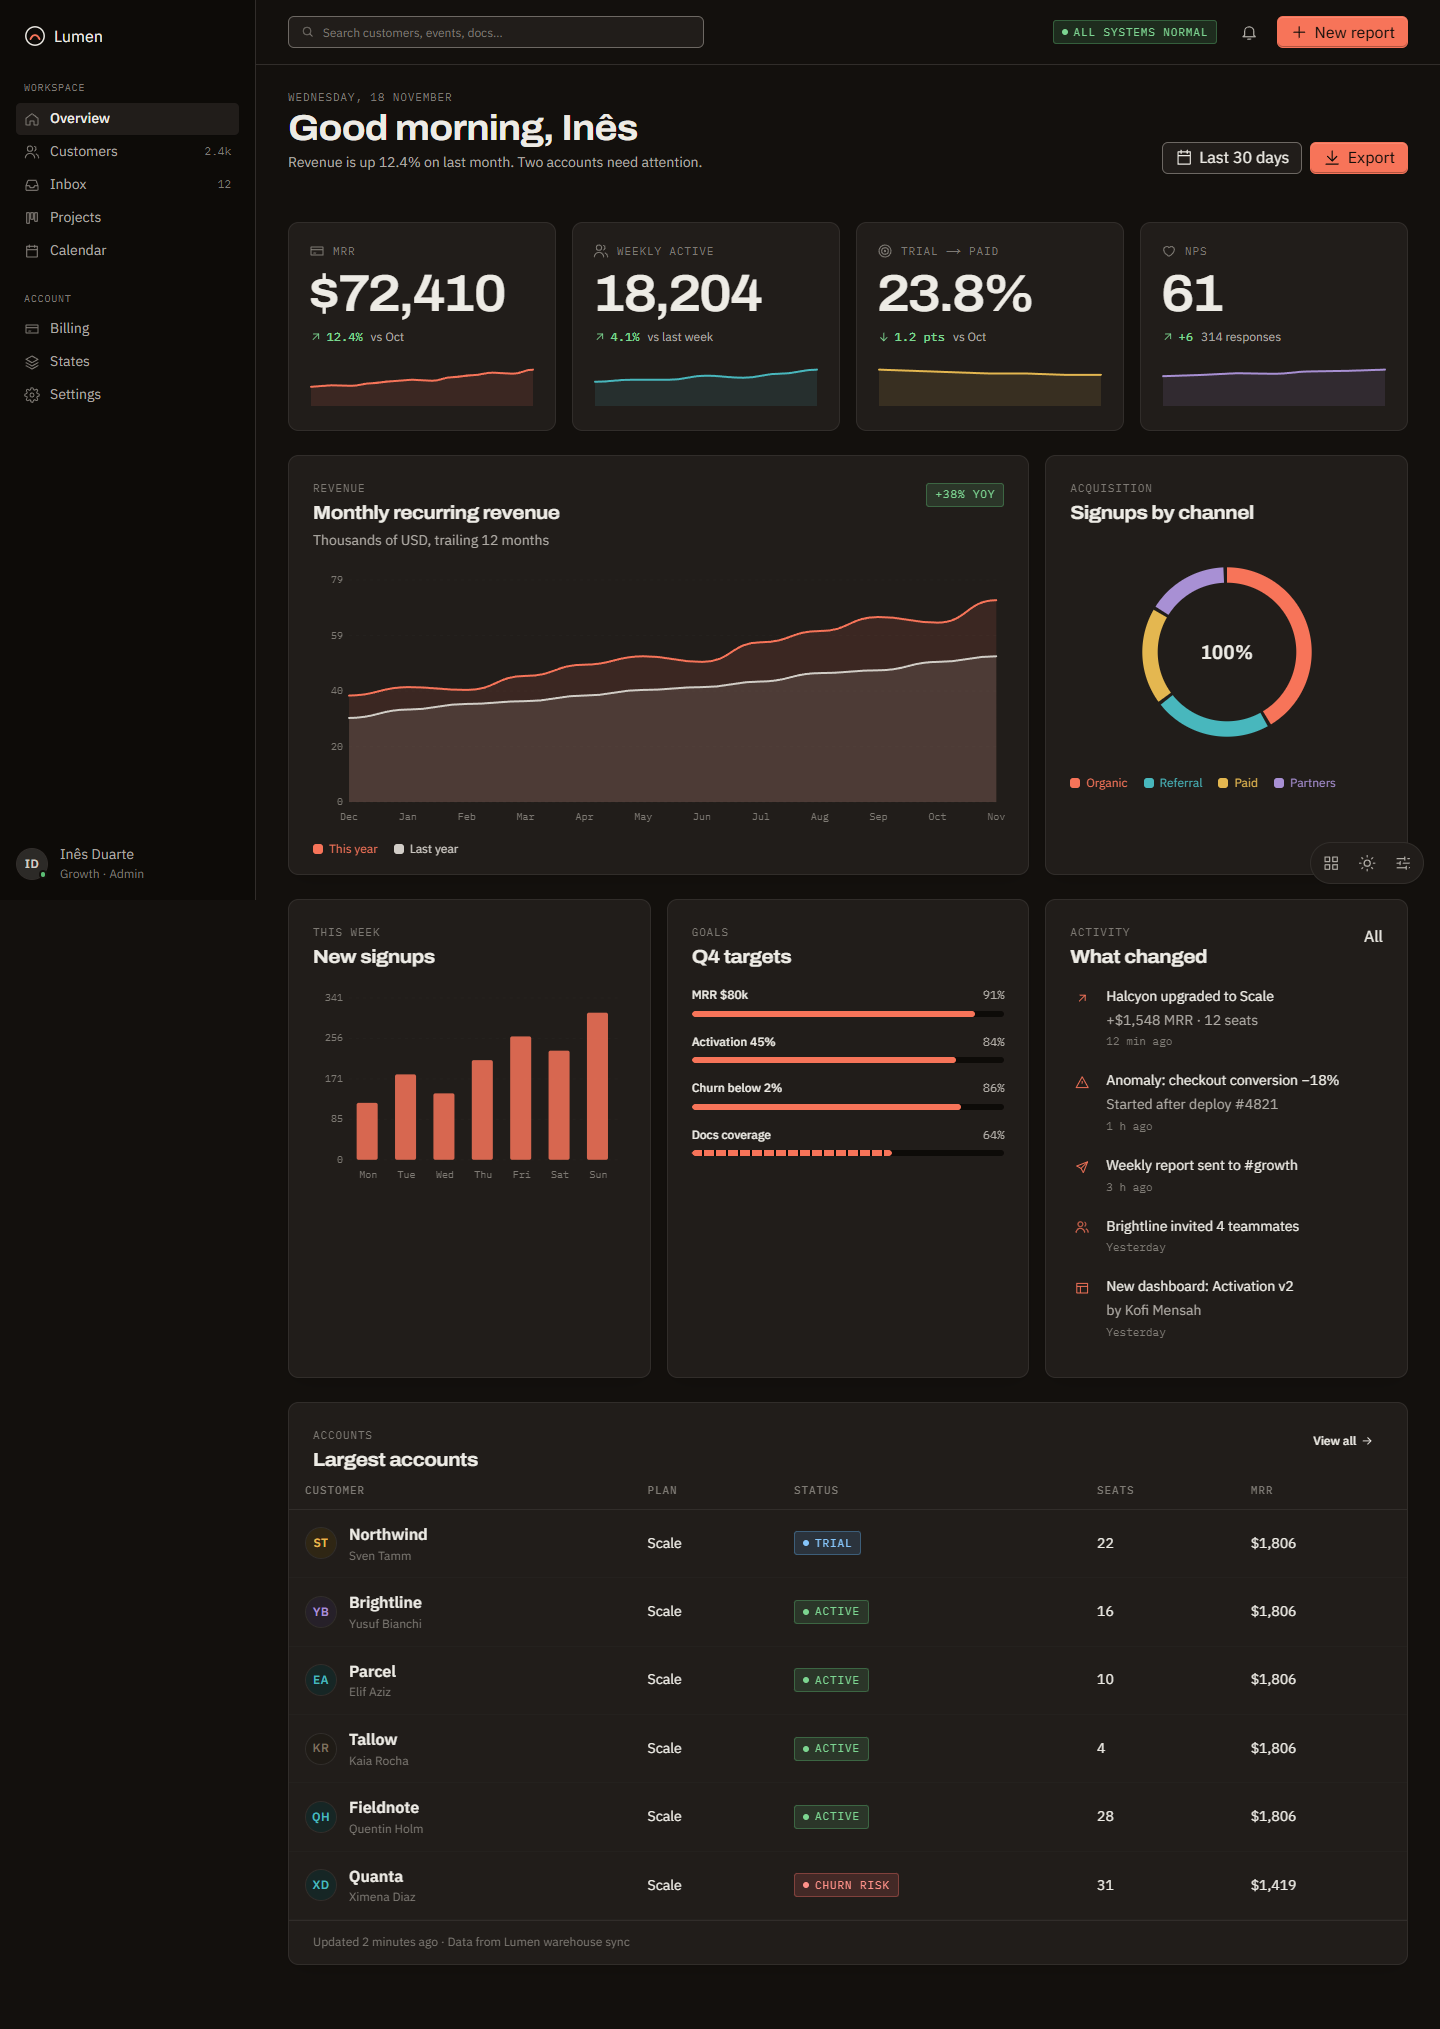 Lumen
WORKSPACE
Overview
Customers 2.4k
Inbox 12
Projects
Calendar
ACCOUNT
Billing
States
Settings
ID
Inês Duarte
Growth · Admin
Search customers, events, docs...
ALL SYSTEMS NORMAL
New report
WEDNESDAY, 18 NOVEMBER
Good morning, Inês
Revenue is up 12.4% on last month. Two accounts need attention.
Last 30 days
Export
MRR
$72,410
12.4% vs Oct
WEEKLY ACTIVE
18,204
4.1% vs last week
TRIAL → PAID
23.8%
1.2 pts vs Oct
NPS
61
+6 314 responses
REVENUE
Monthly recurring revenue
Thousands of USD, trailing 12 months
+38% YOY
79
59
40
20
0
Dec Jan Feb Mar Apr May Jun Jul Aug Sep Oct Nov
This year Last year
ACQUISITION
Signups by channel
100%
Organic Referral Paid Partners
THIS WEEK
New signups
341
256
171
85
0
Mon Tue Wed Thu Fri Sat Sun
GOALS
Q4 targets
MRR $80k 91%
Activation 45% 84%
Churn below 2% 86%
Docs coverage 64%
ACTIVITY
What changed
All
Halcyon upgraded to Scale
+$1,548 MRR · 12 seats
12 min ago
Anomaly: checkout conversion −18%
Started after deploy #4821
1 h ago
Weekly report sent to #growth
3 h ago
Brightline invited 4 teammates
Yesterday
New dashboard: Activation v2
by Kofi Mensah
Yesterday
ACCOUNTS
Largest accounts
View all →
CUSTOMER PLAN STATUS SEATS MRR
ST Northwind Scale TRIAL 22 $1,806
Sven Tamm
YB Brightline Scale ACTIVE 16 $1,806
Yusuf Bianchi
EA Parcel Scale ACTIVE 10 $1,806
Elif Aziz
KR Tallow Scale ACTIVE 4 $1,806
Kaia Rocha
QH Fieldnote Scale ACTIVE 28 $1,806
Quentin Holm
XD Quanta Scale CHURN RISK 31 $1,419
Ximena Diaz
Updated 2 minutes ago · Data from Lumen warehouse sync